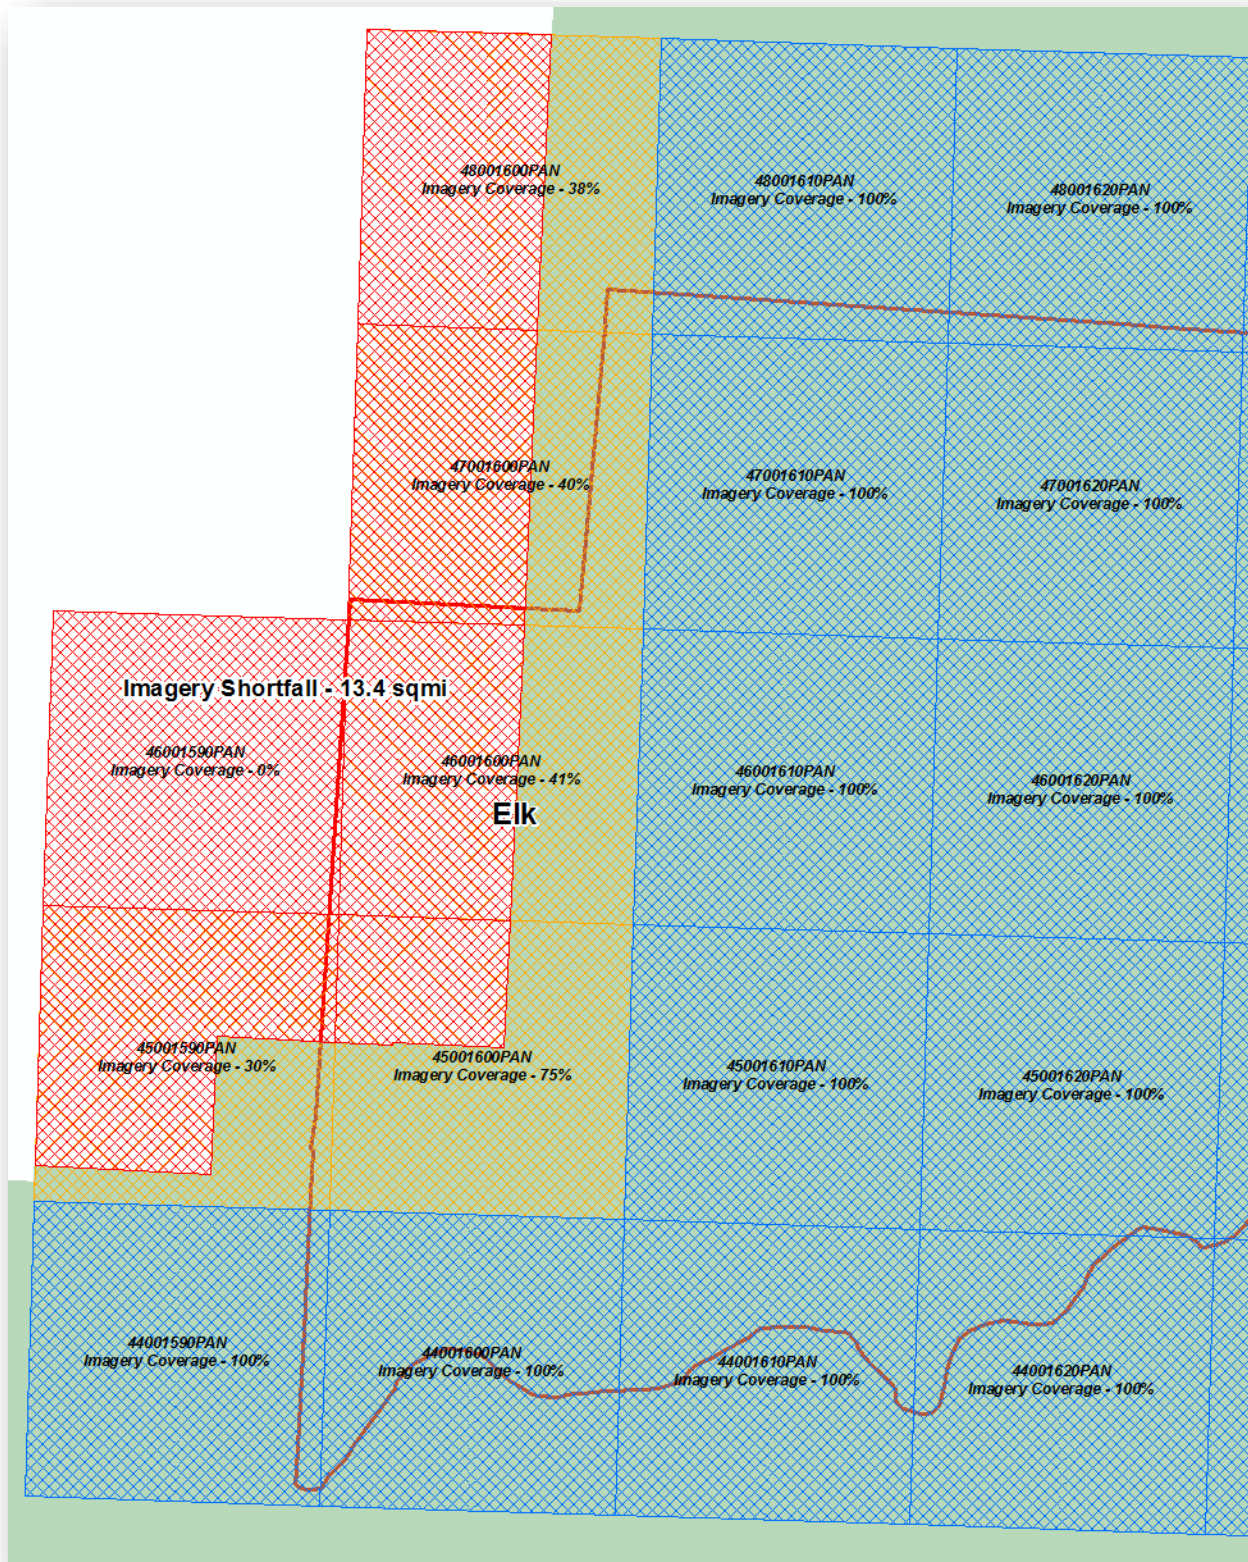 48001600PAN
Imagery Coverage - 38%
48001610PAN
Imagery Coverage - 100%
48001620PAN
Imagery Coverage - 100%
47001600PAN
Imagery Coverage - 40%
47001610PAN
Imagery Coverage - 100%
47001620PAN
Imagery Coverage - 100%
Imagery Shortfall - 13.4 sqmi
46001590PAN
Imagery Coverage - 0%
46001600PAN
Imagery Coverage - 41%
46001610PAN
Imagery Coverage - 100%
46001620PAN
Imagery Coverage - 100%
Elk
45001590PAN
Imagery Coverage - 30%
45001600PAN
Imagery Coverage - 75%
45001610PAN
Imagery Coverage - 100%
45001620PAN
Imagery Coverage - 100%
44001590PAN
Imagery Coverage - 100%
44001600PAN
Imagery Coverage - 100%
44001610PAN
Imagery Coverage - 100%
44001620PAN
Imagery Coverage - 100%